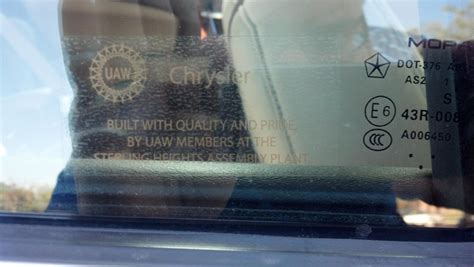 UAW Chrysler
BUILT WITH QUALITY AND PRIDE
BY UAW MEMBERS AT THE
STERLING HEIGHTS ASSEMBLY PLANT
MOP
DOT-376
AS2
S
E6 43R-008
CCC A006450